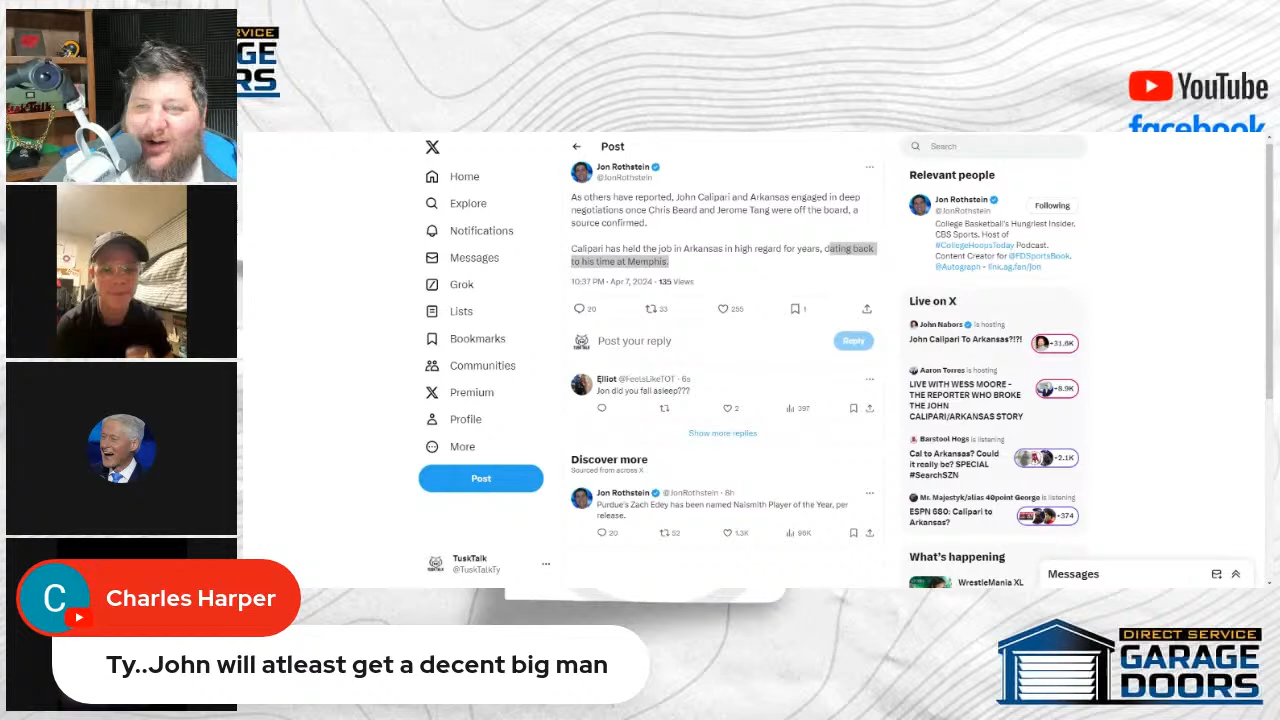 RVICE
GE
RS
YouTube
facebook
Post
Search
Home
Explore
Notifications
Messages
Grok
Lists
Bookmarks
Communities
Premium
Profile
More
Post
TuskTalk
@TuskTalkTy
Jon Rothstein
@JonRothstein
As others have reported, John Calipari and Arkansas engaged in deep
negotiations once Chris Beard and Jerome Tang were off the board, a
source confirmed.
Calipari has held the job in Arkansas in high regard for years, dating back
to his time at Memphis.
10:37 PM · Apr 7, 2024 · 135 Views
20 33 255 1
TUSK TALK
Post your reply
Reply
Elliot @FeelsLikeTOT · 6s
Jon did you fall asleep???
2 397
Show more replies
Discover more
Sourced from across X
Jon Rothstein @JonRothstein · 8h
Purdue's Zach Edey has been named Naismith Player of the Year, per
release.
20 52 1.3K 96K
Relevant people
Jon Rothstein
@JonRothstein
Following
College Basketball's Hungriest Insider.
CBS Sports. Host of
#CollegeHoopsToday Podcast.
Content Creator for @FDSportsBook.
@Autograph - link.ag.fan/jon
Live on X
John Nabors is hosting
John Calipari To Arkansas?!?!
+31.6K
Aaron Torres is hosting
LIVE WITH WESS MOORE -
THE REPORTER WHO BROKE
THE JOHN
CALIPARI/ARKANSAS STORY
+8.9K
Barstool Hogs is listening
Cal to Arkansas? Could
it really be? SPECIAL
#SearchSZN
+2.1K
Mr. Majestyk/alias 40point George is listening
ESPN 680: Calipari to
Arkansas?
+374
What's happening
WrestleMania XL
Messages
C
Charles Harper
Ty..John will atleast get a decent big man
DIRECT SERVICE
GARAGE
DOORS